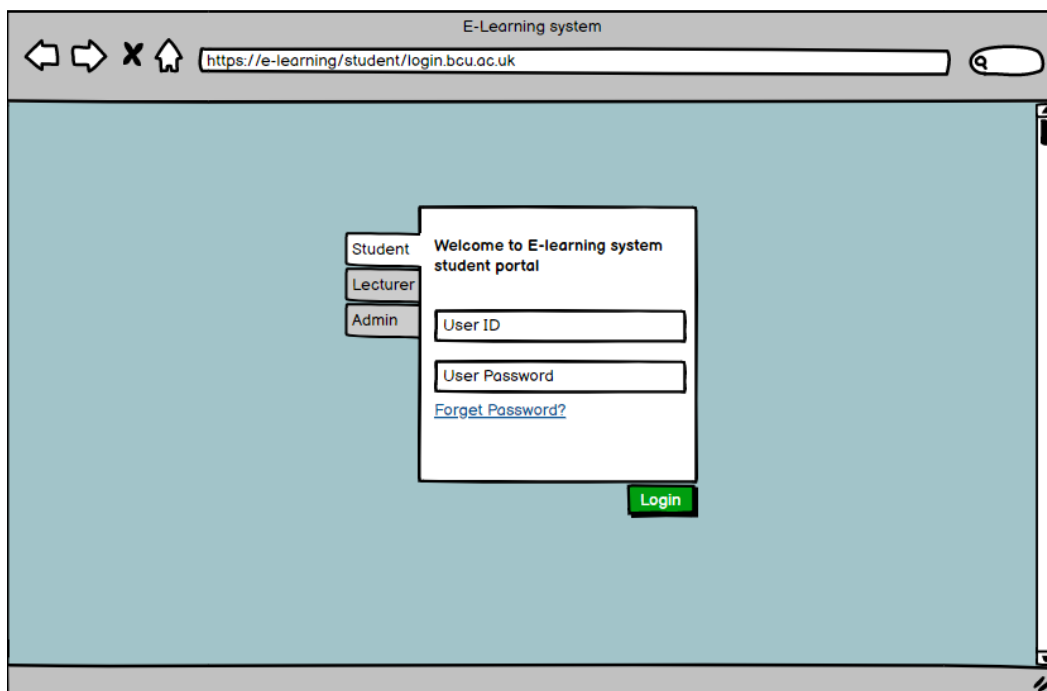 E-Learning system
https://e-learning/student/login.bcu.ac.uk
Student
Lecturer
Admin
Welcome to E-learning system
student portal
User ID
User Password
Forget Password?
Login